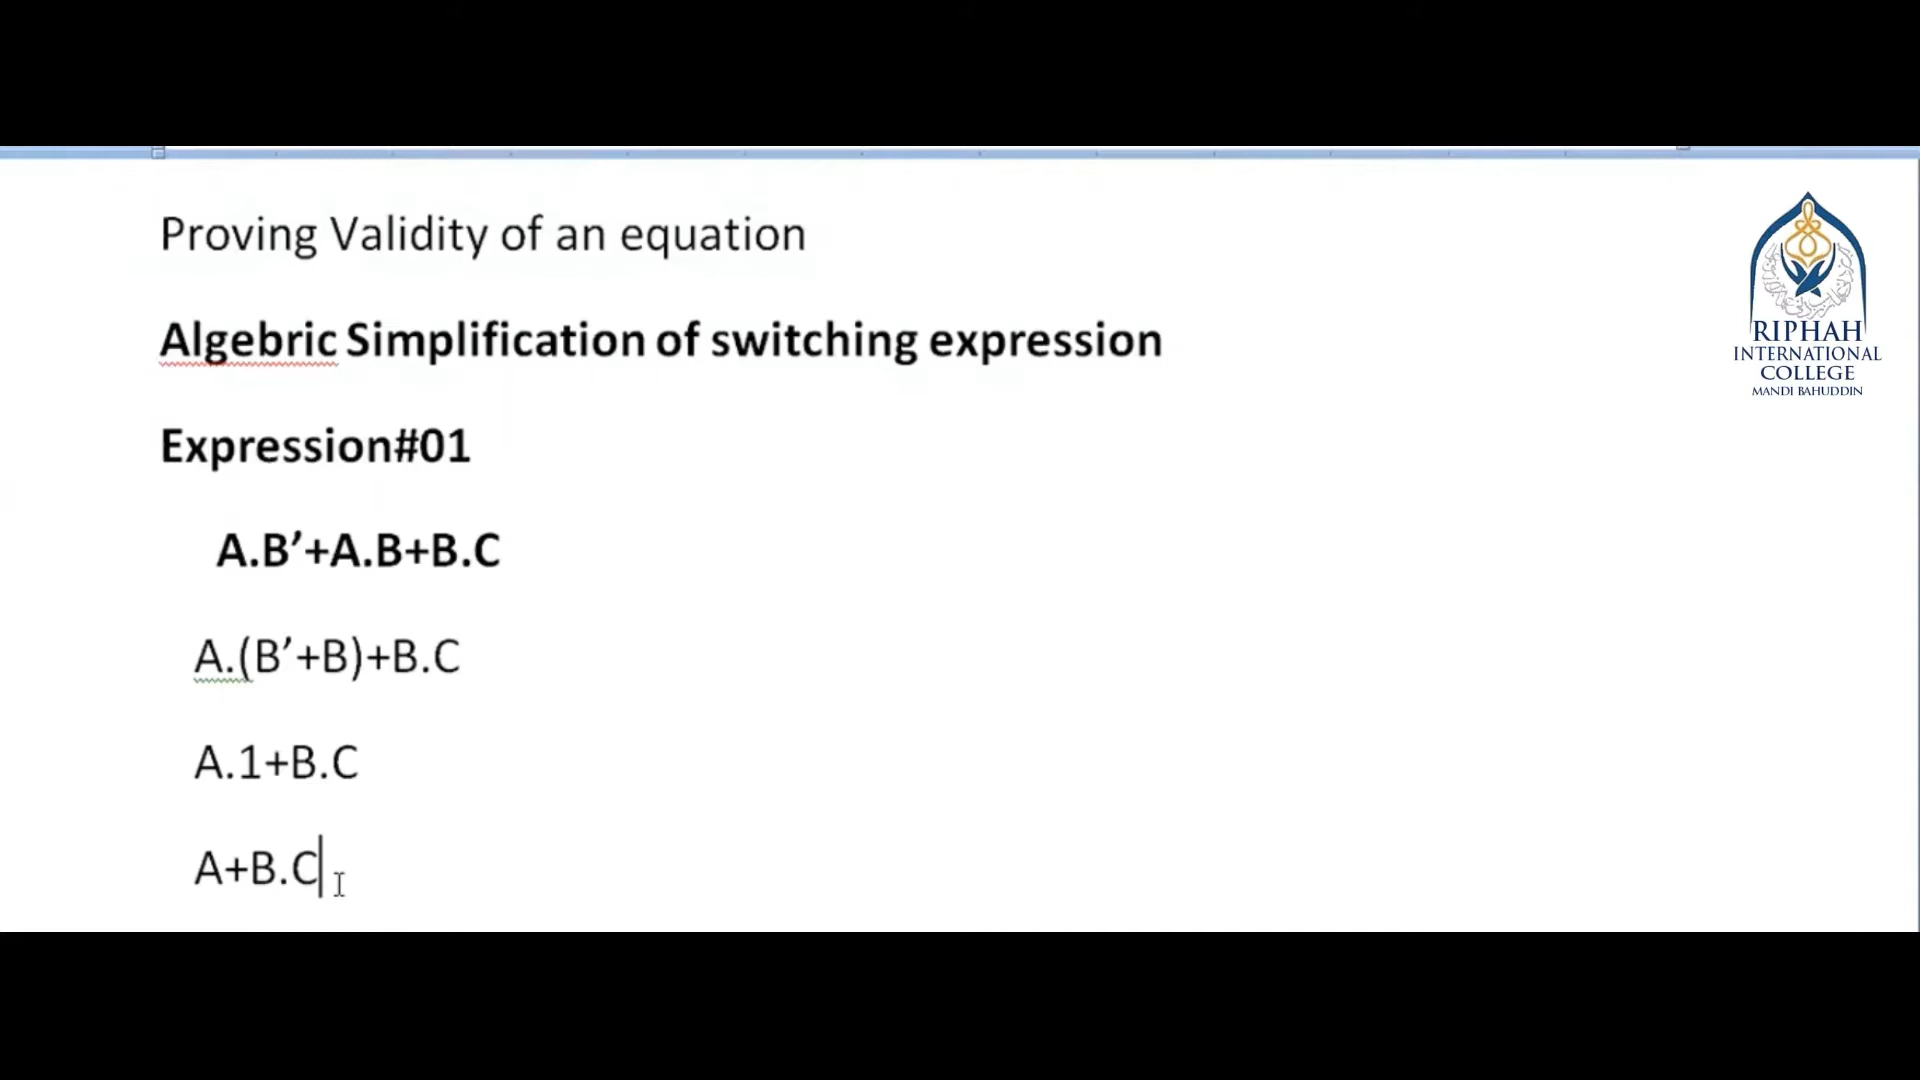 Proving Validity of an equation
Algebric Simplification of switching expression
Expression#01
A.B’+A.B+B.C
A.(B’+B)+B.C
A.1+B.C
A+B.C
RIPHAH
INTERNATIONAL
COLLEGE
MANDI BAHUDDIN